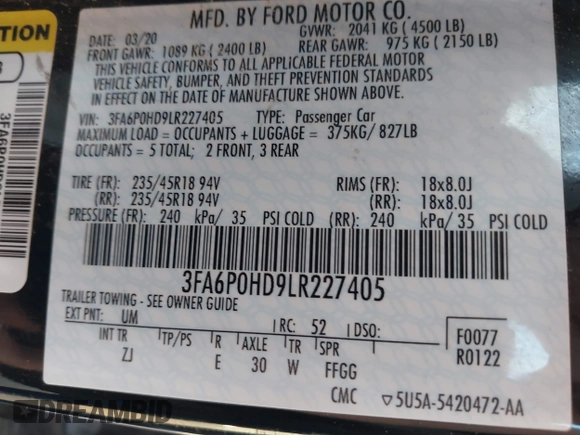 MFD. BY FORD MOTOR CO.
DATE: 03/20 GVWR: 2041 KG ( 4500 LB)
FRONT GAWR: 1089 KG ( 2400 LB) REAR GAWR: 975 KG ( 2150 LB)
THIS VEHICLE CONFORMS TO ALL APPLICABLE FEDERAL MOTOR
VEHICLE SAFETY, BUMPER, AND THEFT PREVENTION STANDARDS
IN EFFECT ON THE DATE OF MANUFACTURE SHOWN ABOVE.
VIN: 3FA6P0HD9LR227405 TYPE: Passenger Car
MAXIMUM LOAD = OCCUPANTS + LUGGAGE = 375KG/ 827LB
OCCUPANTS = 5 TOTAL; 2 FRONT, 3 REAR
TIRE (FR): 235/45R18 94V RIMS (FR): 18x8.0J
(RR): 235/45R18 94V (RR): 18x8.0J
PRESSURE (FR): 240 kPa/ 35 PSI COLD (RR): 240 kPa/ 35 PSI COLD
3FA6P0HD9LR227405
TRAILER TOWING - SEE OWNER GUIDE
EXT PNT: UM RC: 52 DSO:
INT TR TP/PS R AXLE TR SPR
ZJ E 30 W FFGG
F0077
R0122
CMC ▽5U5A-5420472-AA
DREAMBID